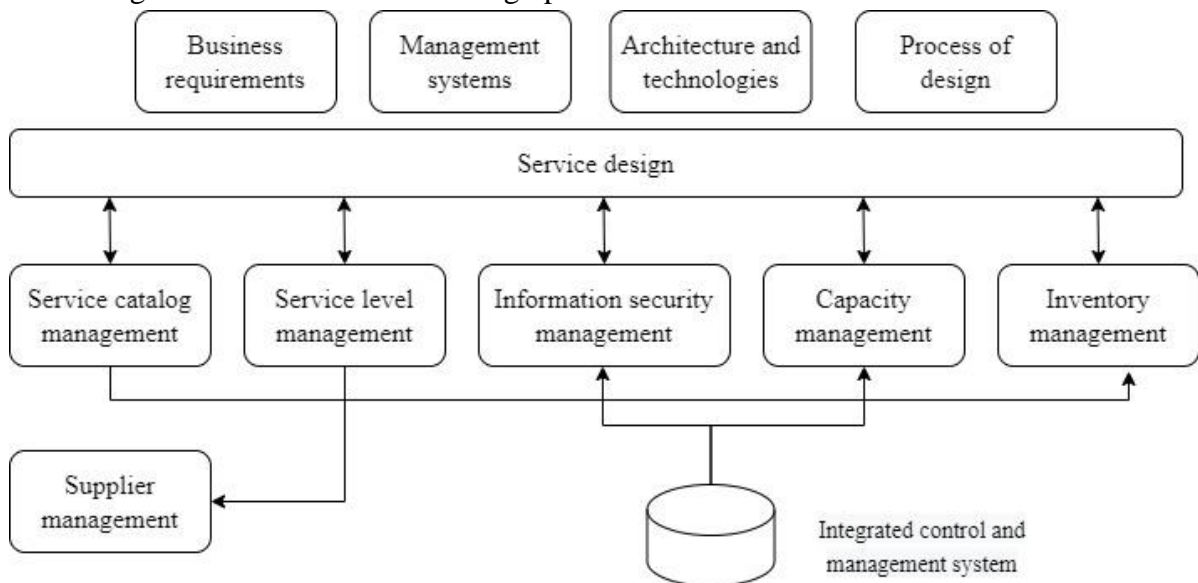 Business
requirements
Management
systems
Architecture and
technologies
Process of
design
Service design
Service catalog
management
Service level
management
Information security
management
Capacity
management
Inventory
management
Supplier
management
Integrated control and
management system